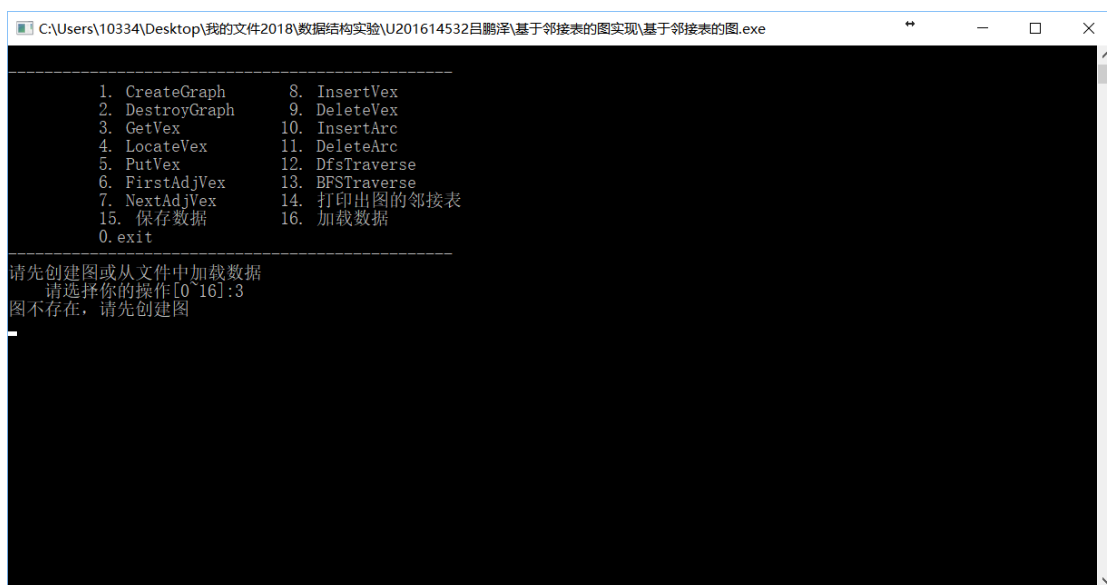 C:\Users\10334\Desktop\我的文件2018\数据结构实验\U201614532吕鹏泽\基于邻接表的图实现\基于邻接表的图.exe
--------------------------------------------------
1. CreateGraph 8. InsertVex
2. DestroyGraph 9. DeleteVex
3. GetVex 10. InsertArc
4. LocateVex 11. DeleteArc
5. PutVex 12. DfsTraverse
6. FirstAdjVex 13. BFSTraverse
7. NextAdjVex 14. 打印出图的邻接表
15. 保存数据 16. 加载数据
0.exit
--------------------------------------------------
请先创建图或从文件中加载数据
请选择你的操作[0~16]:3
图不存在，请先创建图